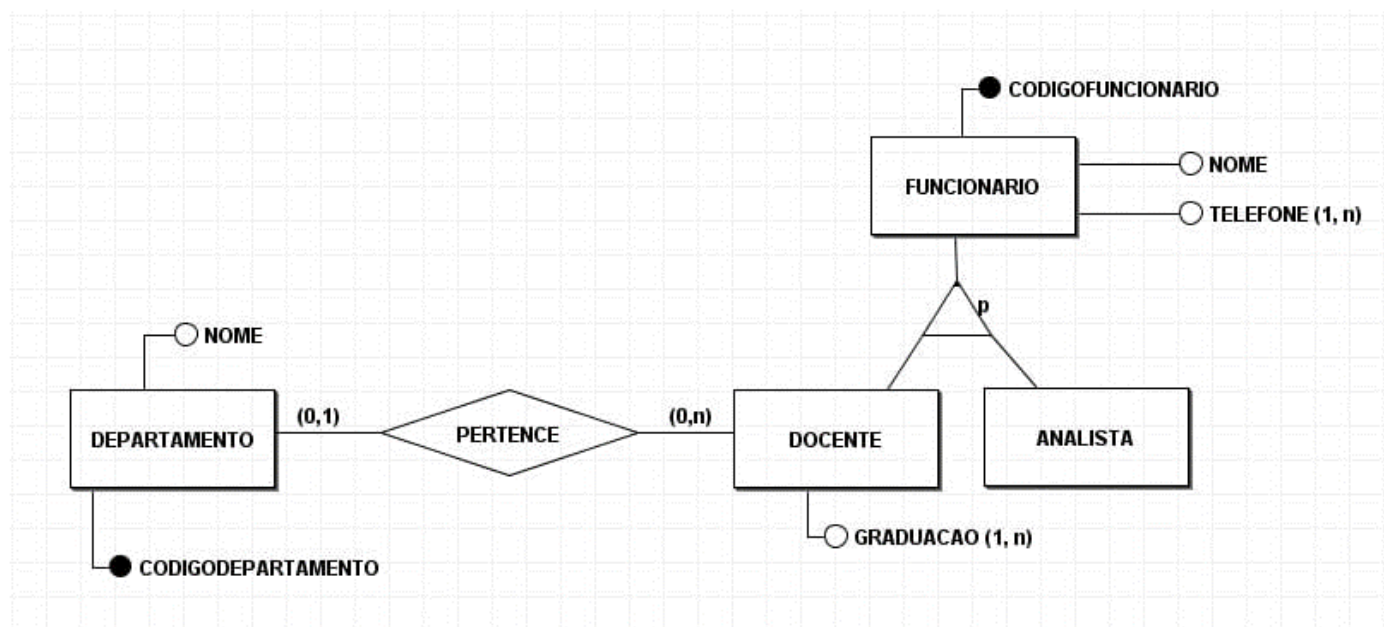 CODIGOFUNCIONARIO
FUNCIONARIO
NOME
TELEFONE (1, n)
p
NOME
DEPARTAMENTO
(0,1)
PERTENCE
(0,n)
DOCENTE
ANALISTA
GRADUACAO (1, n)
CODIGODEPARTAMENTO